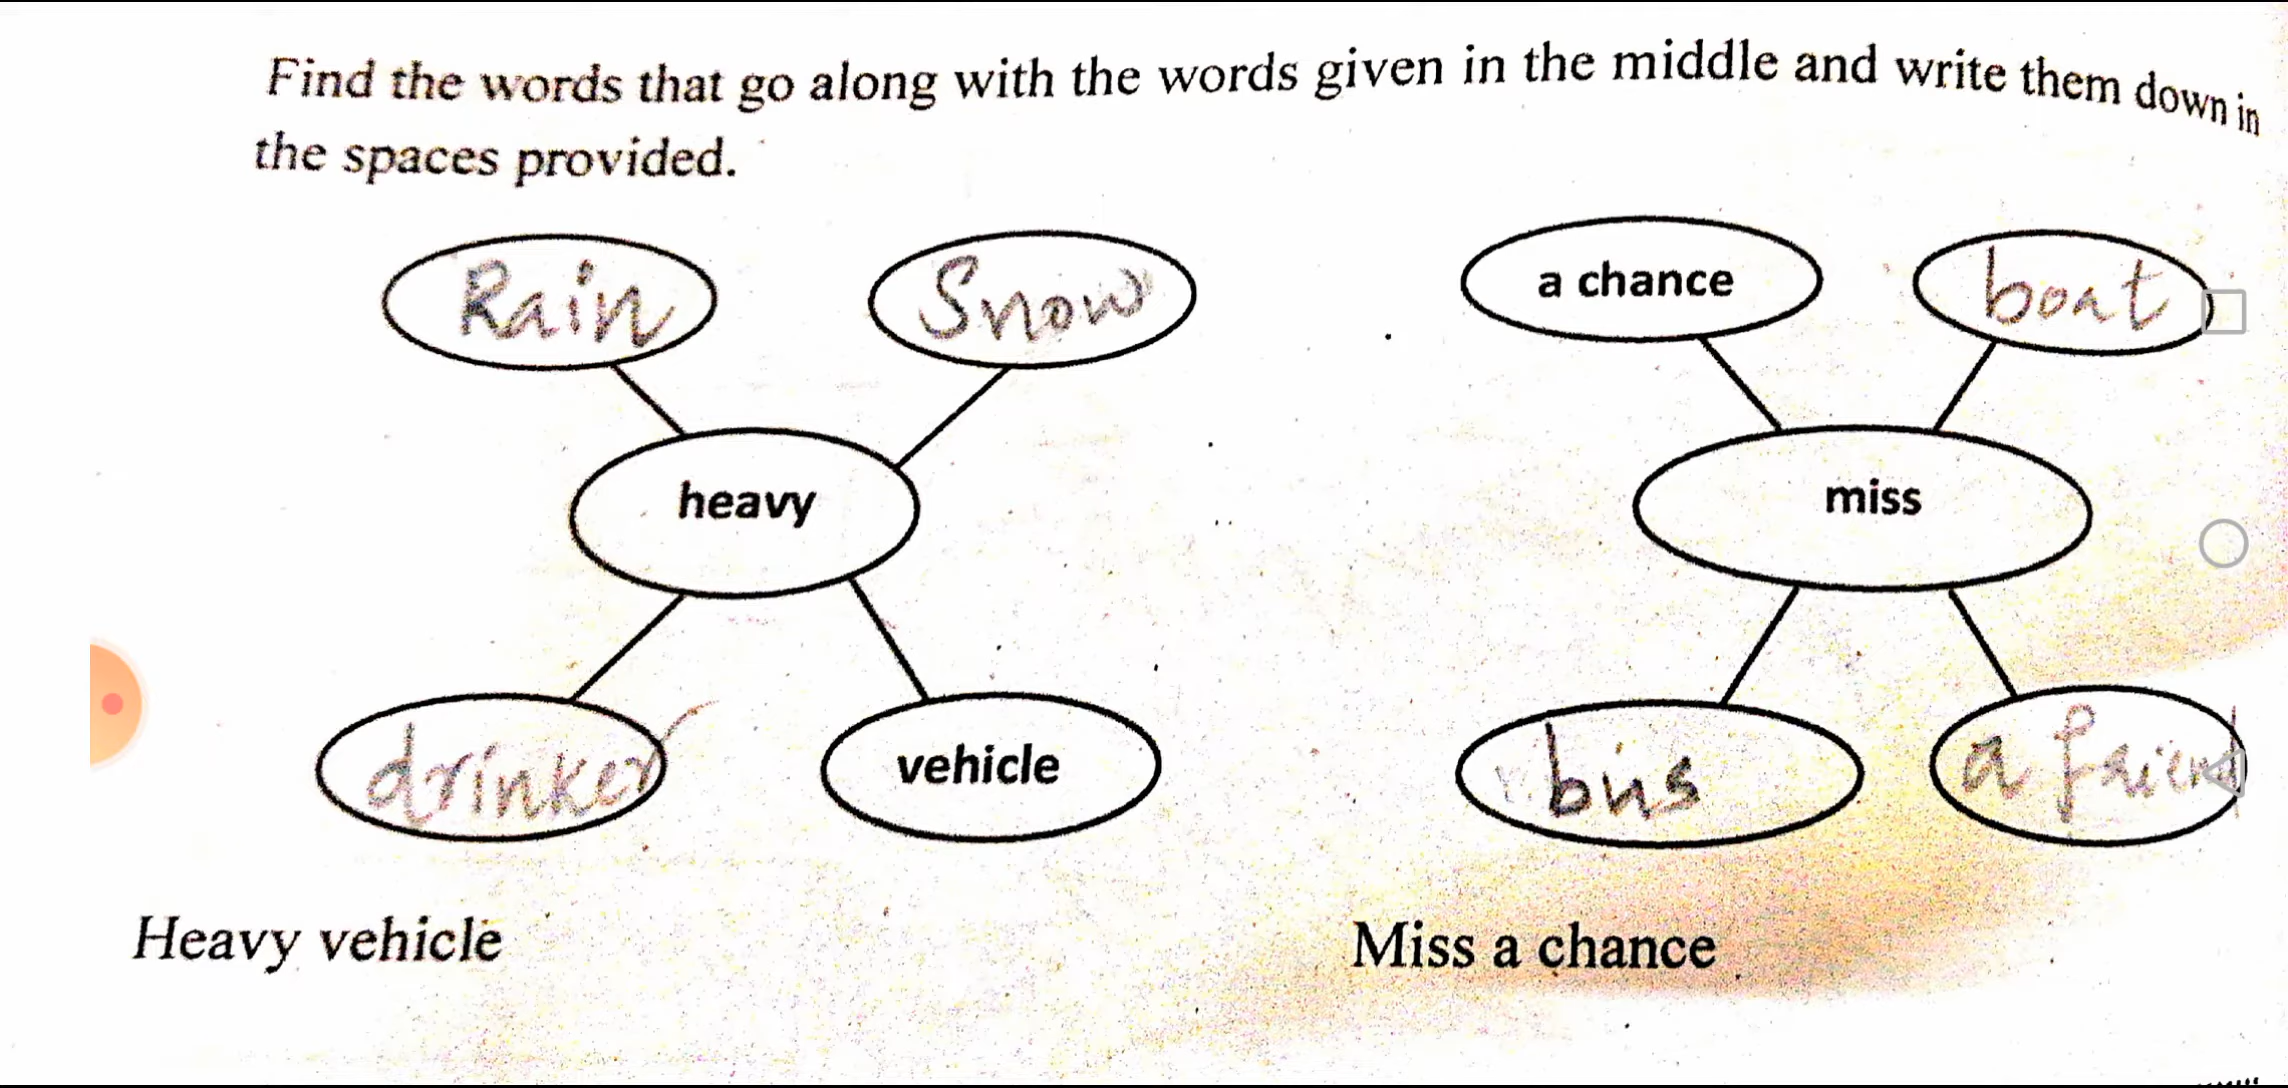 Find the words that go along with the words given in the middle and write them down in
the spaces provided.
Rain
Snow
heavy
drinker
vehicle
Heavy vehicle
a chance
boat
miss
bus
a friend
Miss a chance